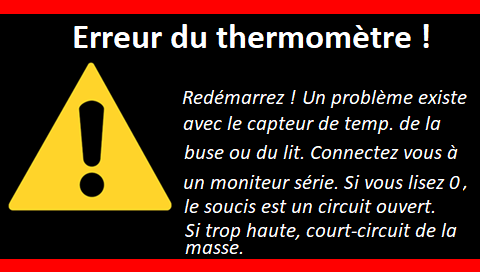 Erreur du thermomètre !
Redémarrez ! Un problème existe
avec le capteur de temp. de la
buse ou du lit. Connectez vous à
un moniteur série. Si vous lisez 0 ,
le soucis est un circuit ouvert.
Si trop haute, court-circuit de la
masse.